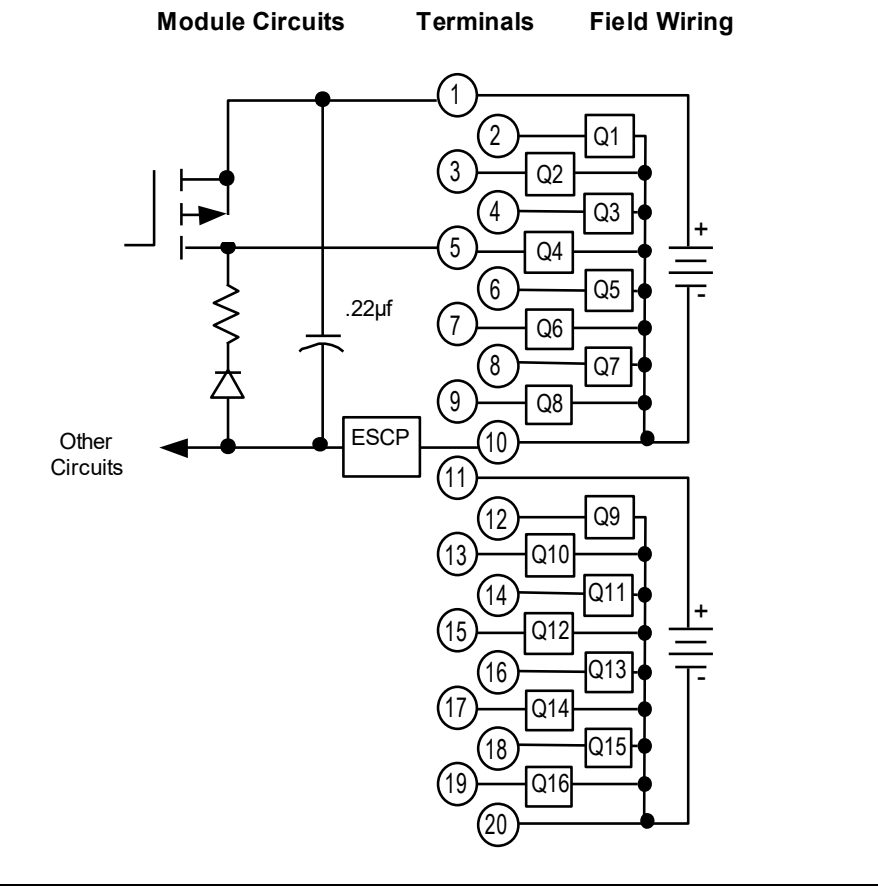 Module Circuits Terminals Field Wiring
1
2 Q1
3 Q2
4 Q3
+
5 Q4
6 Q5
-
.22µf
7 Q6
8 Q7
9 Q8
Other
Circuits
ESCP
10
11
12 Q9
13 Q10
14 Q11
+
15 Q12
16 Q13
-
17 Q14
18 Q15
19 Q16
20